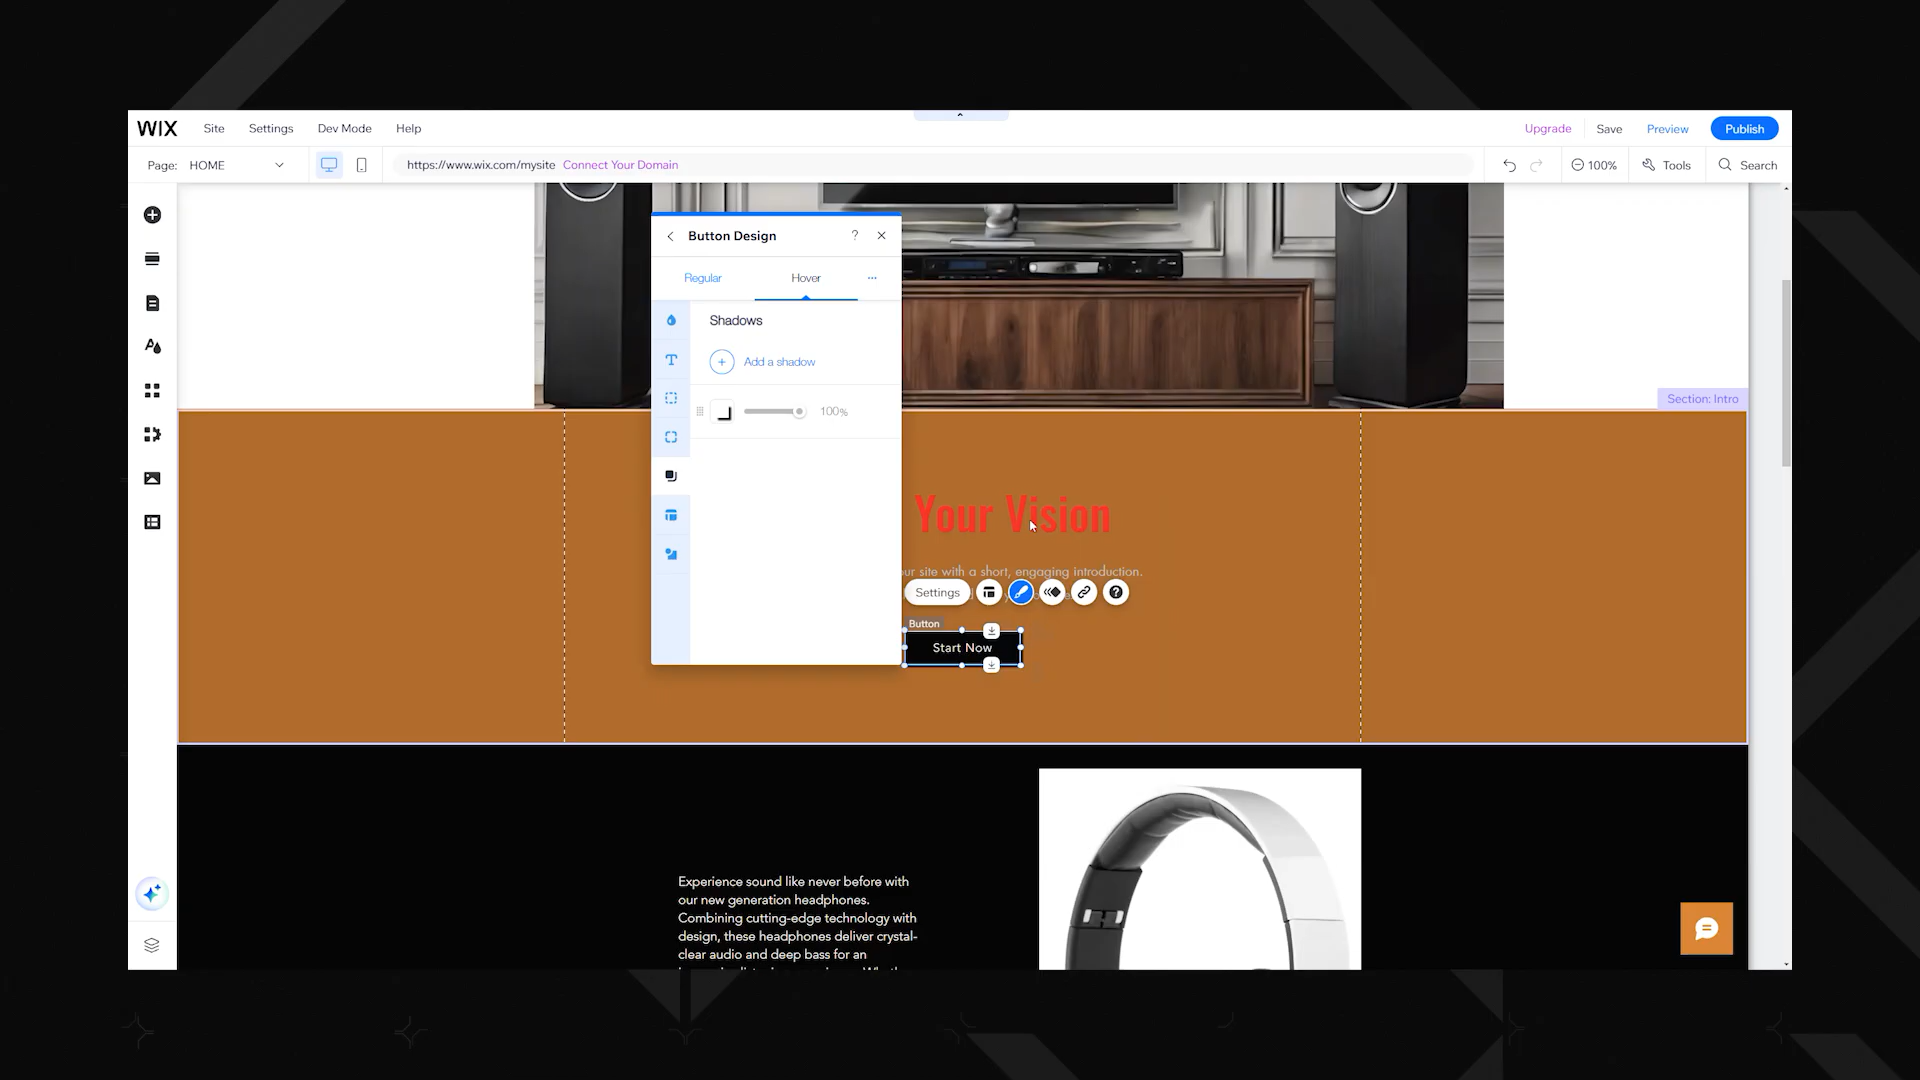 WIX Site Settings Dev Mode Help Upgrade Save Preview Publish
Page: HOME https://www.wix.com/mysite Connect Your Domain 100% Tools Search
Button Design ?
Regular Hover ...
Shadows
Add a shadow
100%
Section: Intro
Your Vision
our site with a short, engaging introduction.
Settings
Button
Start Now
Experience sound like never before with
our new generation headphones.
Combining cutting-edge technology with
design, these headphones deliver crystal-
clear audio and deep bass for an